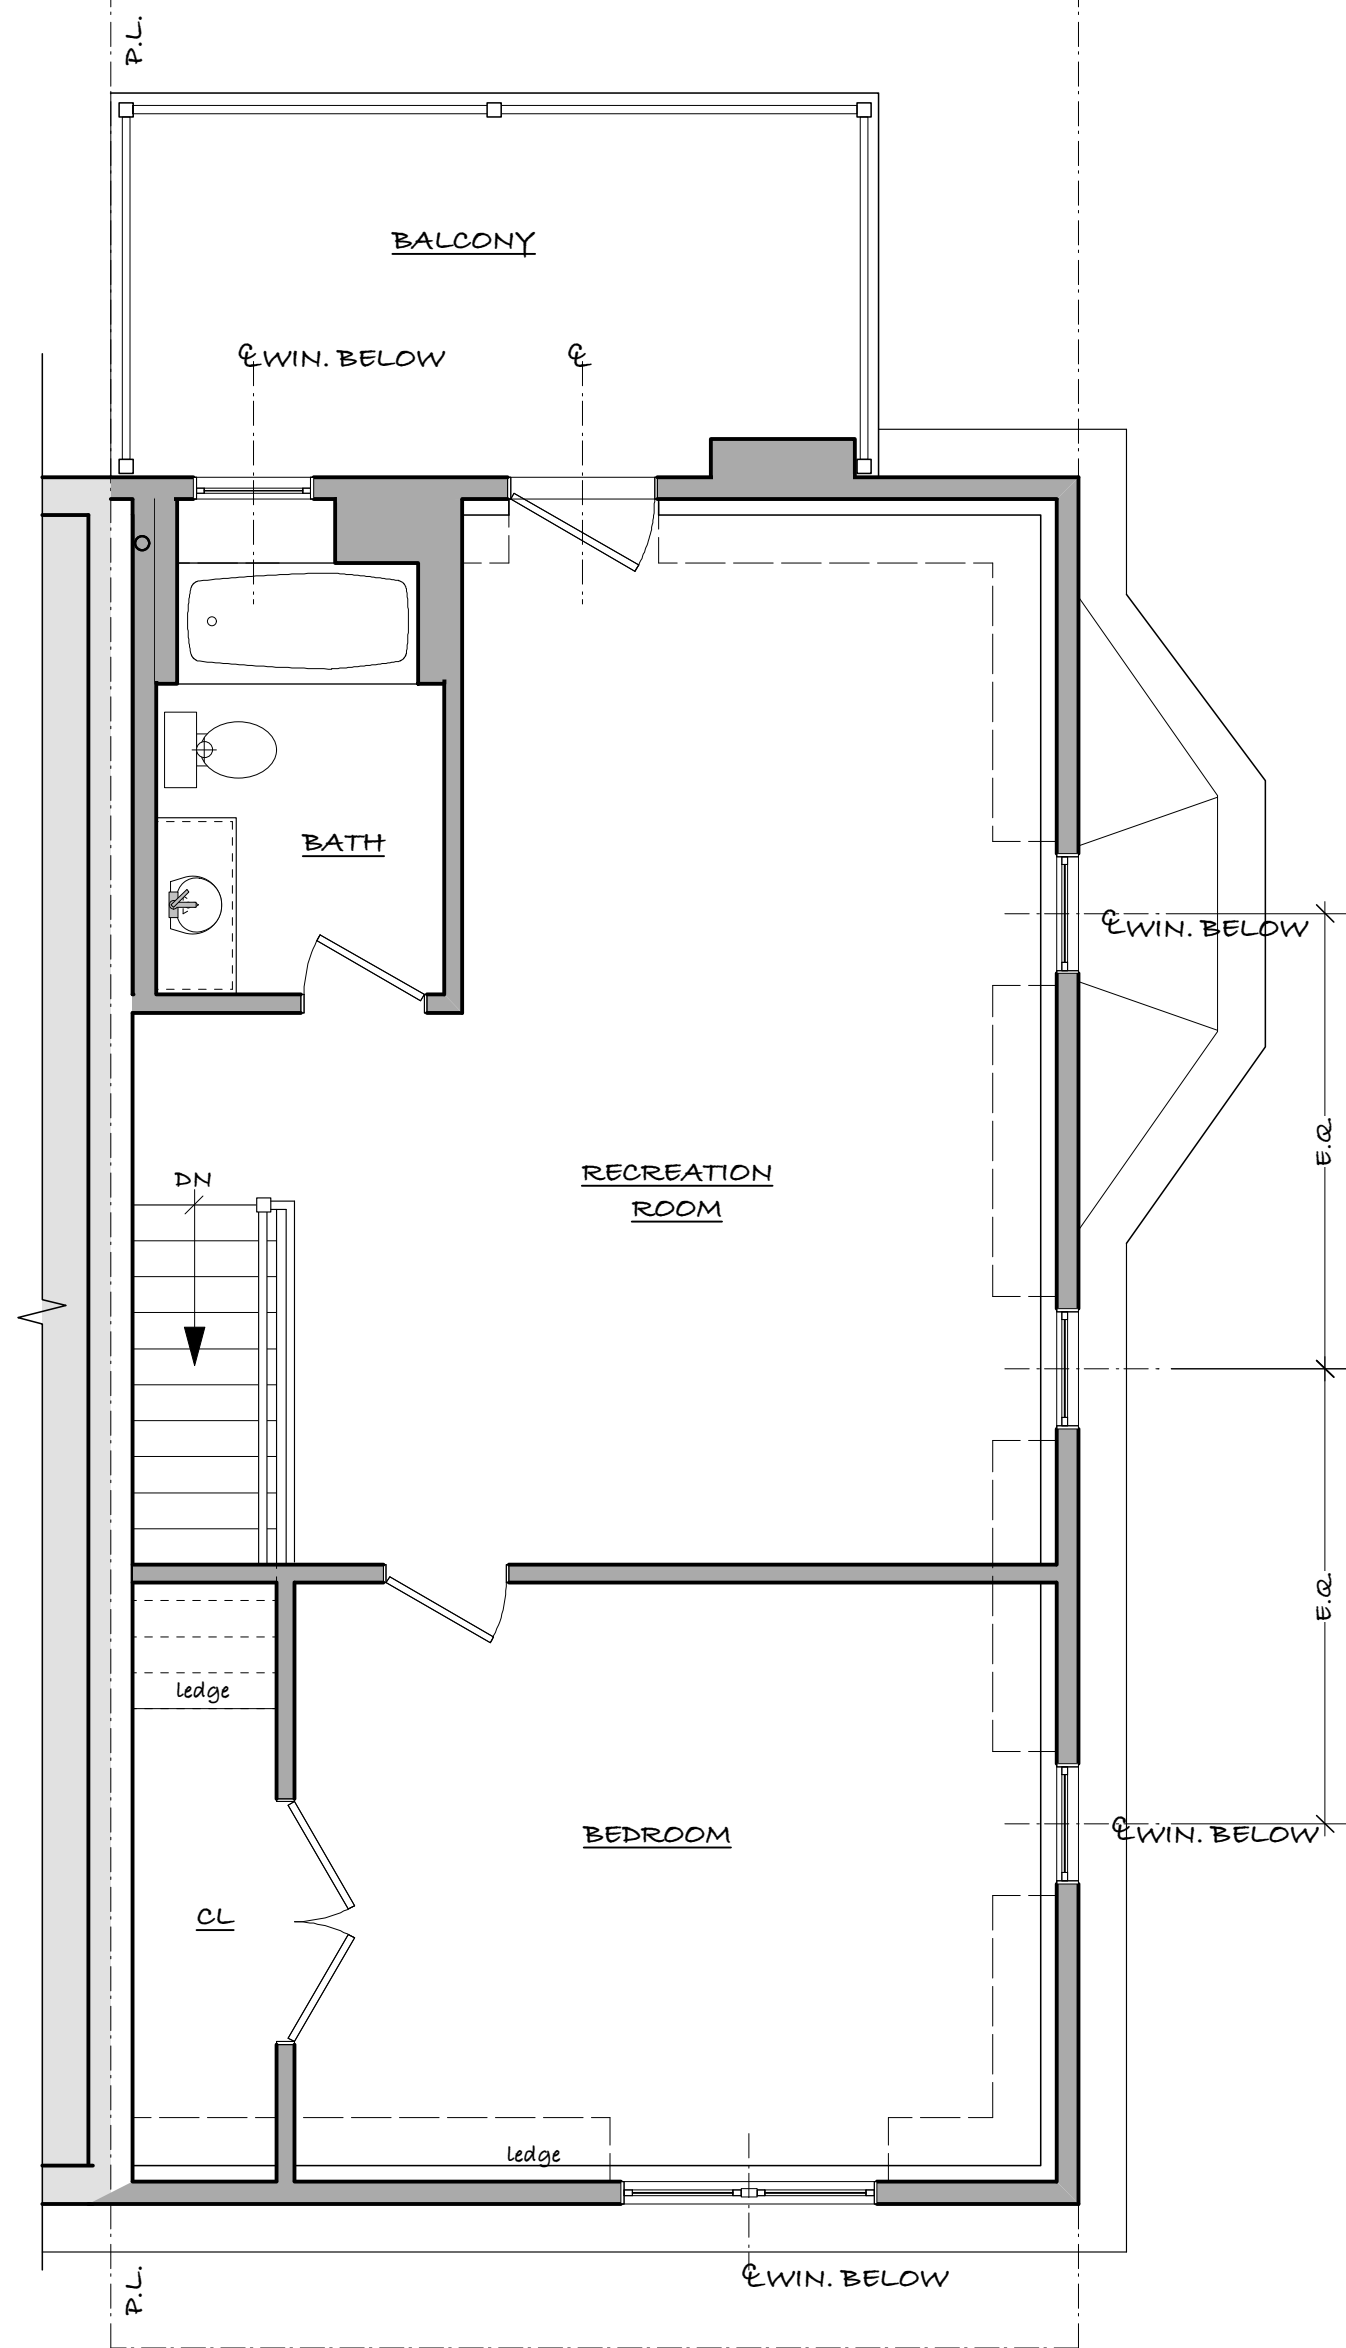 P.L.
BALCONY
℄ WIN. BELOW
℄
BATH
℄ WIN. BELOW
E.Q.
RECREATION
ROOM
DN
E.Q.
ledge
℄ WIN. BELOW
BEDROOM
CL
ledge
℄ WIN. BELOW
P.L.